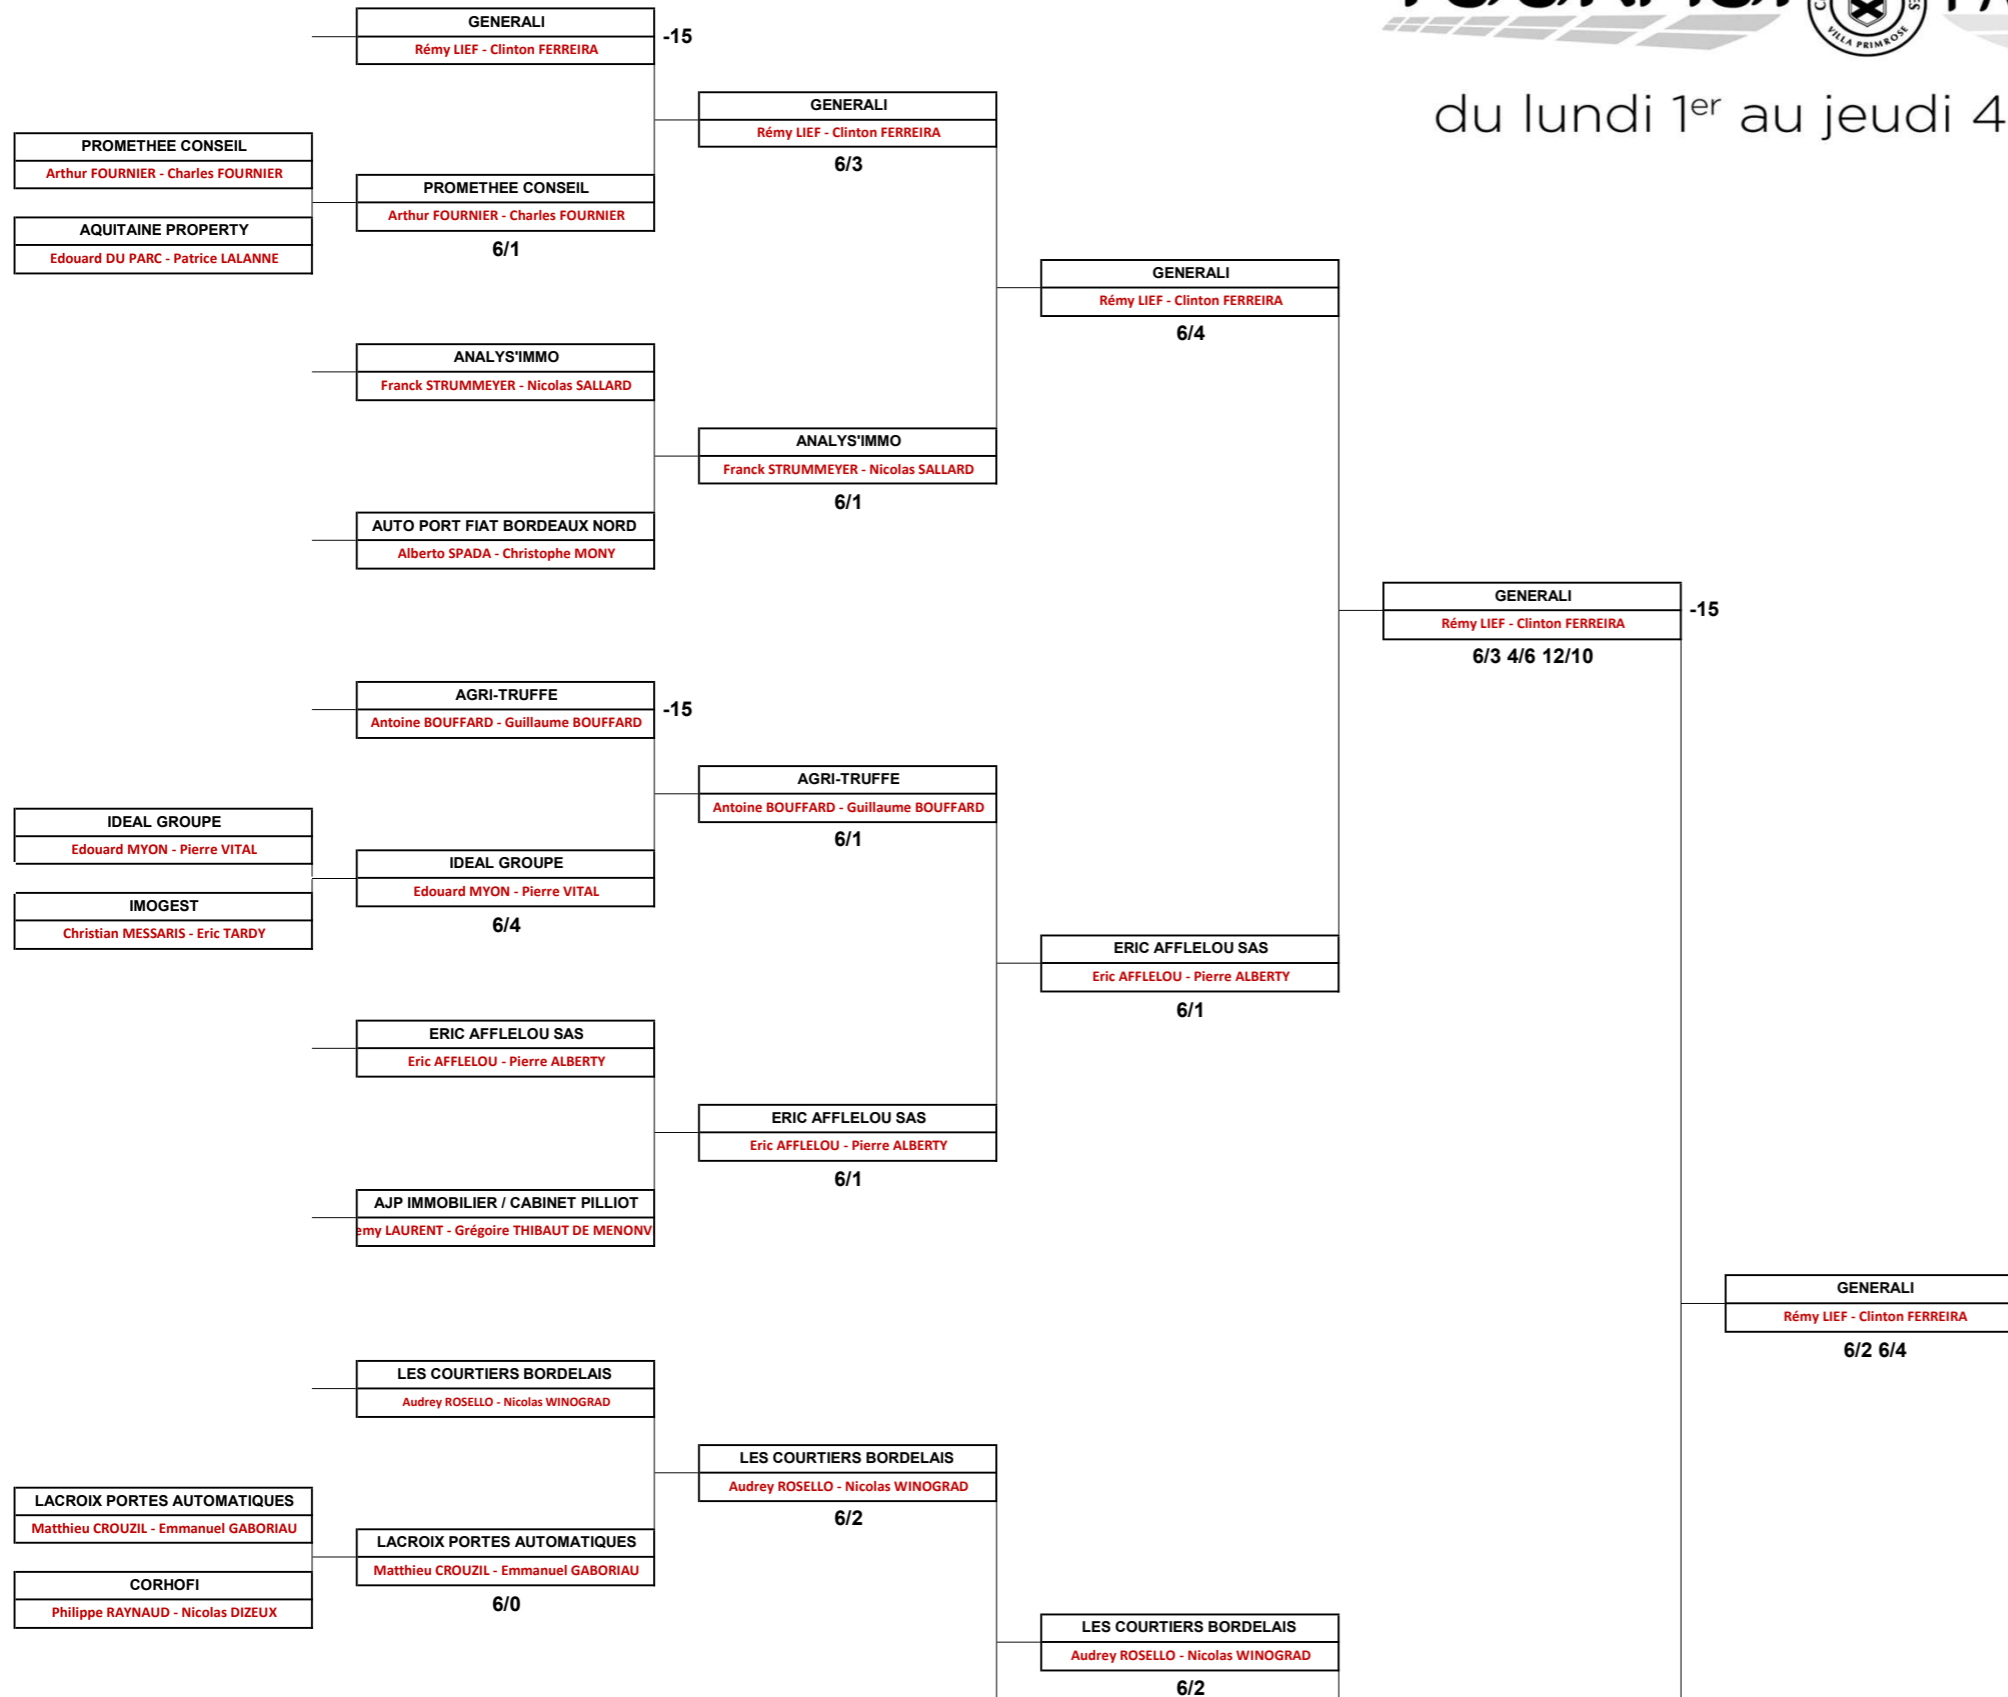 du lundi 1er au jeudi 4
VILLA PRIMROSE
GENERALI
Rémy LIEF - Clinton FERREIRA
-15
GENERALI
Rémy LIEF - Clinton FERREIRA
6/3
PROMETHEE CONSEIL
Arthur FOURNIER - Charles FOURNIER
PROMETHEE CONSEIL
Arthur FOURNIER - Charles FOURNIER
6/1
AQUITAINE PROPERTY
Edouard DU PARC - Patrice LALANNE
GENERALI
Rémy LIEF - Clinton FERREIRA
6/4
ANALYS'IMMO
Franck STRUMMEYER - Nicolas SALLARD
ANALYS'IMMO
Franck STRUMMEYER - Nicolas SALLARD
6/1
AUTO PORT FIAT BORDEAUX NORD
Alberto SPADA - Christophe MONY
GENERALI
Rémy LIEF - Clinton FERREIRA
-15
6/3 4/6 12/10
AGRI-TRUFFE
Antoine BOUFFARD - Guillaume BOUFFARD
-15
AGRI-TRUFFE
Antoine BOUFFARD - Guillaume BOUFFARD
6/1
IDEAL GROUPE
Edouard MYON - Pierre VITAL
IDEAL GROUPE
Edouard MYON - Pierre VITAL
6/4
IMOGEST
Christian MESSARIS - Eric TARDY
ERIC AFFLELOU SAS
Eric AFFLELOU - Pierre ALBERTY
6/1
ERIC AFFLELOU SAS
Eric AFFLELOU - Pierre ALBERTY
ERIC AFFLELOU SAS
Eric AFFLELOU - Pierre ALBERTY
6/1
AJP IMMOBILIER / CABINET PILLIOT
emy LAURENT - Grégoire THIBAUT DE MENONV
GENERALI
Rémy LIEF - Clinton FERREIRA
6/2 6/4
LES COURTIERS BORDELAIS
Audrey ROSELLO - Nicolas WINOGRAD
LES COURTIERS BORDELAIS
Audrey ROSELLO - Nicolas WINOGRAD
6/2
LACROIX PORTES AUTOMATIQUES
Matthieu CROUZIL - Emmanuel GABORIAU
LACROIX PORTES AUTOMATIQUES
Matthieu CROUZIL - Emmanuel GABORIAU
6/0
CORHOFI
Philippe RAYNAUD - Nicolas DIZEUX
LES COURTIERS BORDELAIS
Audrey ROSELLO - Nicolas WINOGRAD
6/2